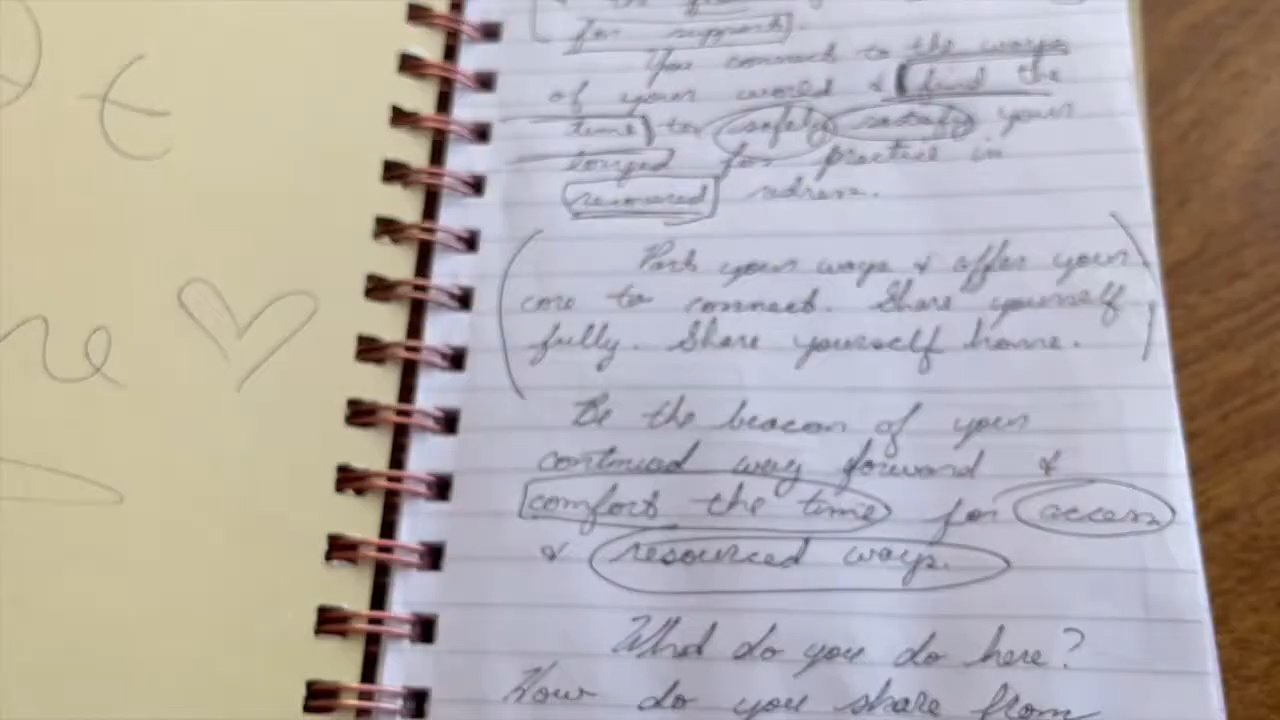 for support.
You connect to the ways
of your world & find the
time to safely satisfy your
longed for practice in
resourced
Park your ways & offer your
core to connect. Share yourself
fully. Share yourself home.
Be the beacon of your
continued way forward &
comfort the time for access
& resourced ways.
What do you do here?
How do you share from